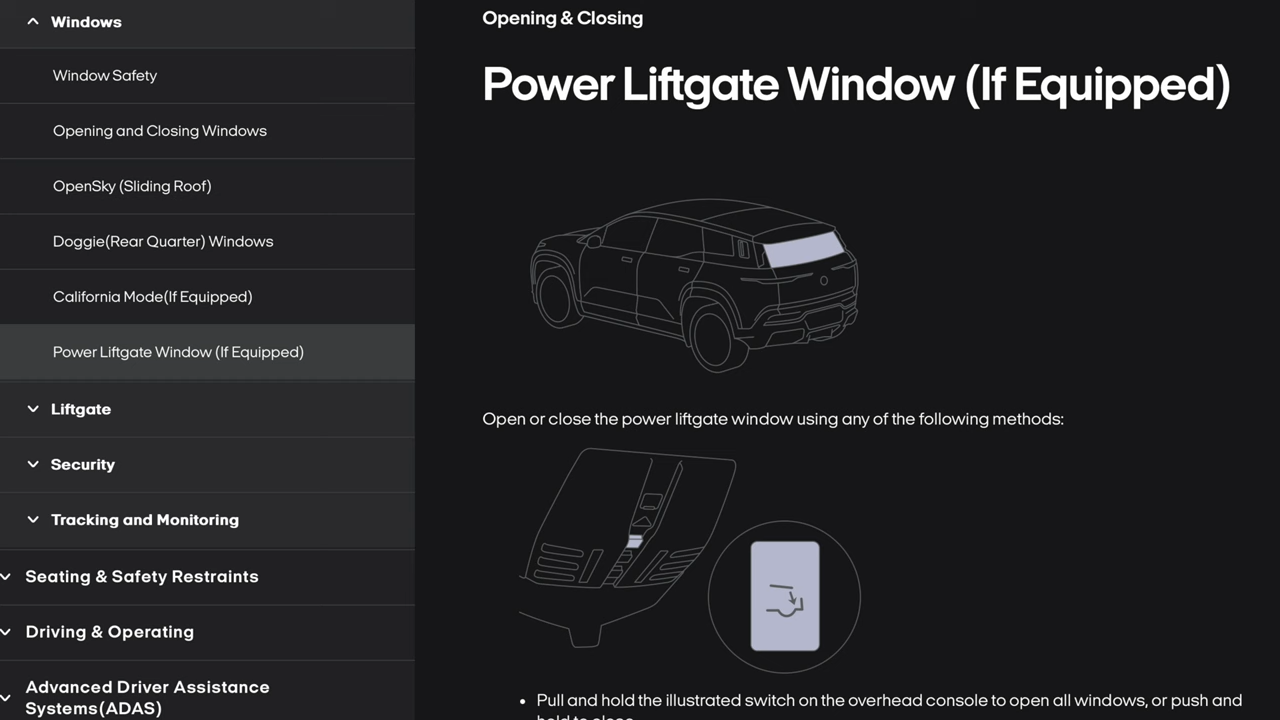 Windows
Window Safety
Opening and Closing Windows
OpenSky (Sliding Roof)
Doggie(Rear Quarter) Windows
California Mode(If Equipped)
Power Liftgate Window (If Equipped)
Liftgate
Security
Tracking and Monitoring
Seating & Safety Restraints
Driving & Operating
Advanced Driver Assistance
Systems(ADAS)
Opening & Closing
Power Liftgate Window (If Equipped)
Open or close the power liftgate window using any of the following methods:
• Pull and hold the illustrated switch on the overhead console to open all windows, or push and
hold to close